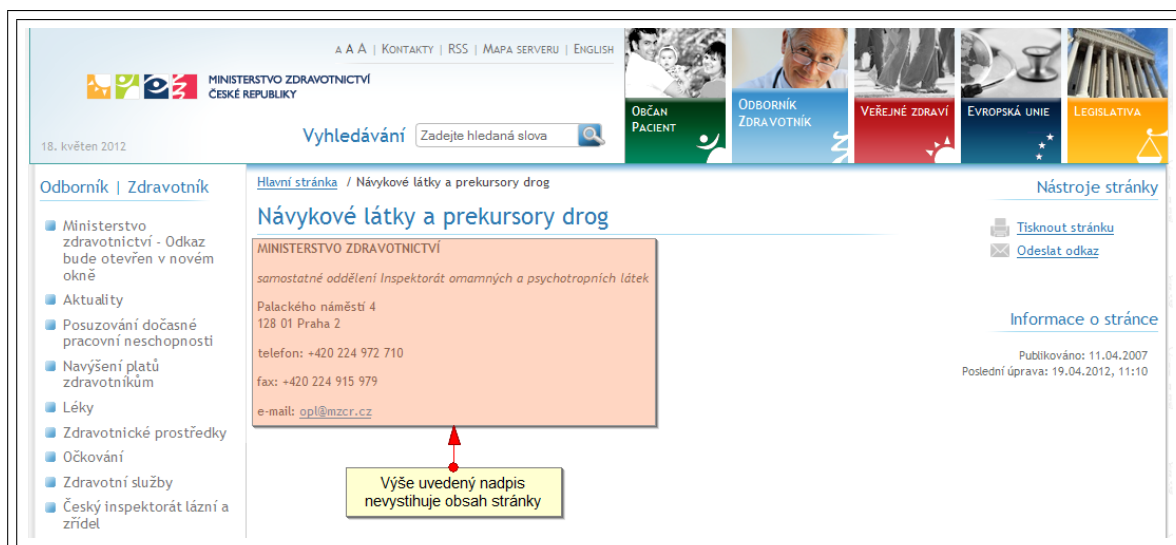 A A A | KONTAKTY | RSS | MAPA SERVERU | ENGLISH
MINISTERSTVO ZDRAVOTNICTVÍ
ČESKÉ REPUBLIKY
Vyhledávání Zadejte hledaná slova
18. květen 2012
OBČAN
PACIENT
ODBORNÍK
ZDRAVOTNÍK
VEŘEJNÉ ZDRAVÍ
EVROPSKÁ UNIE
LEGISLATIVA
Odborník | Zdravotník
Ministerstvo
zdravotnictví - Odkaz
bude otevřen v novém
okně
Aktuality
Posuzování dočasné
pracovní neschopnosti
Navýšení platů
zdravotníkům
Léky
Zdravotnické prostředky
Očkování
Zdravotní služby
Český inspektorát lázní a
zřídel
Hlavní stránka / Návykové látky a prekursory drog
Návykové látky a prekursory drog
MINISTERSTVO ZDRAVOTNICTVÍ
samostatné oddělení Inspektorát omamných a psychotropních látek
Palackého náměstí 4
128 01 Praha 2
telefon: +420 224 972 710
fax: +420 224 915 979
e-mail: opl@mzcr.cz
Výše uvedený nadpis
nevystihuje obsah stránky
Nástroje stránky
Tisknout stránku
Odeslat odkaz
Informace o stránce
Publikováno: 11.04.2007
Poslední úprava: 19.04.2012, 11:10